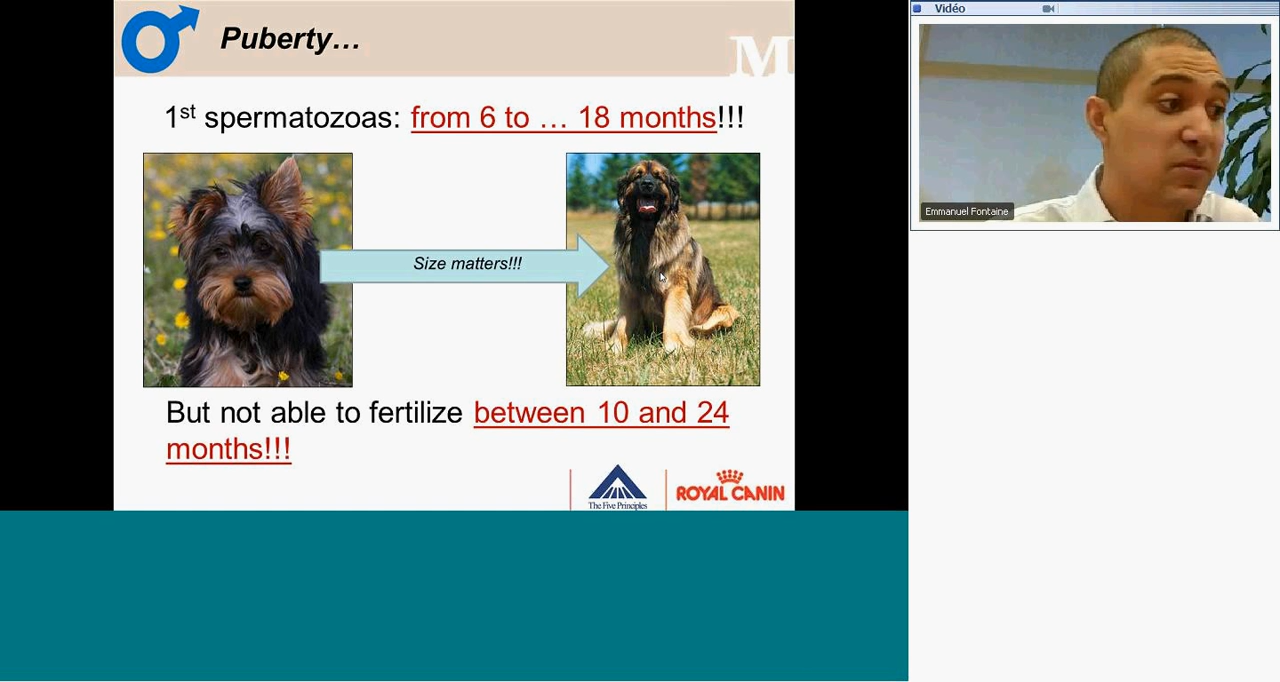 Puberty…
M
1st spermatozoas: from 6 to … 18 months!!!
Size matters!!!
But not able to fertilize between 10 and 24
months!!!
The Five Principles
ROYAL CANIN
Vidéo
Emmanuel Fontaine